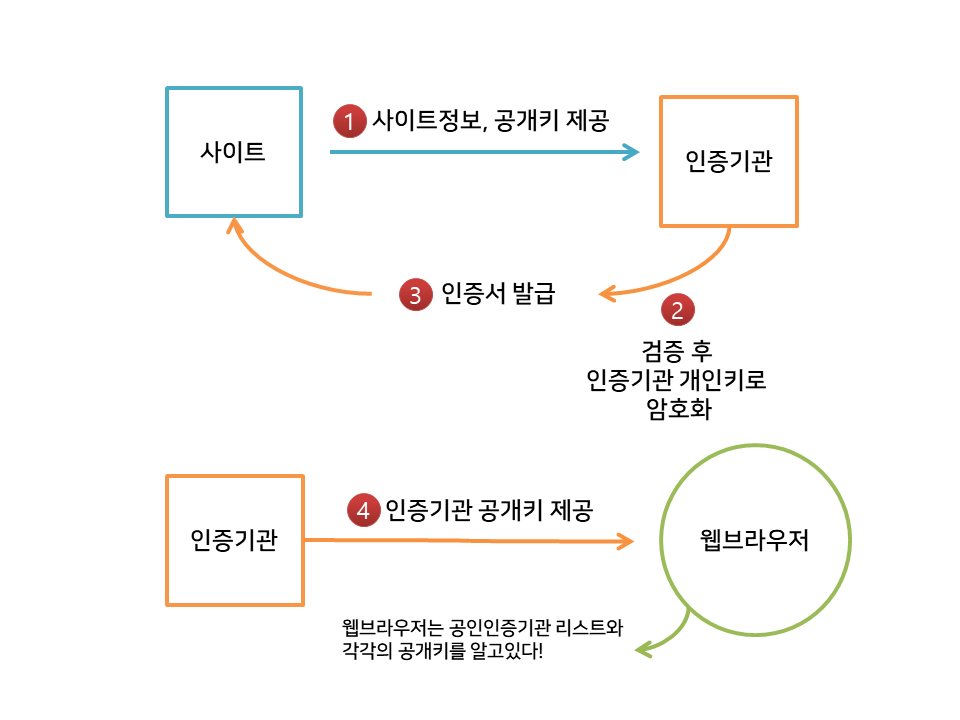 사이트
1 사이트정보, 공개키 제공
인증기관
3 인증서 발급
2
검증 후
인증기관 개인키로
암호화
인증기관
4 인증기관 공개키 제공
웹브라우저
웹브라우저는 공인인증기관 리스트와
각각의 공개키를 알고있다!